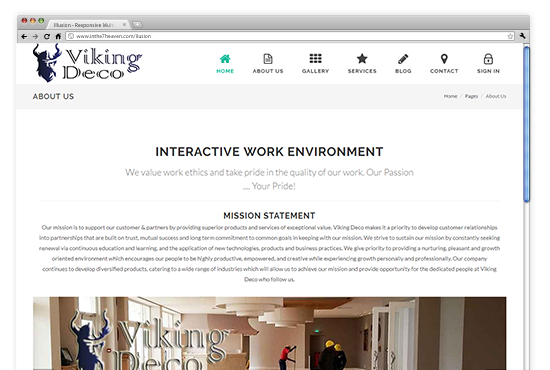 Illusion - Responsive Mult
www.inthe7heaven.com/ilusion
Viking
Deco
HOME
ABOUT US
GALLERY
SERVICES
BLOG
CONTACT
SIGN IN
ABOUT US
Home / Pages / About Us
INTERACTIVE WORK ENVIRONMENT
We value work ethics and take pride in the quality of our work. Our Passion
.... Your Pride!
MISSION STATEMENT
Our mission is to support our customer & partners by providing superior products and services of exceptional value. Viking Deco makes it a priority to develop customer relationships
into partnerships that are built on trust, mutual success and long term commitment to common goals in keeping with our mission. We strive to sustain our mission by constantly seeking
renewal via continuous education and learning, and the application of new technologies, products and business practices. We give priority to providing a nurturing, pleasant and growth
oriented environment which encourages our people to be highly productive, empowered, and creative while experiencing growth personally and professionally. Our company
continues to develop diversified products, catering to a wide range of industries which will allow us to achieve our mission and provide opportunity for the dedicated people at Viking
Deco who follow us.
Viking
Deco